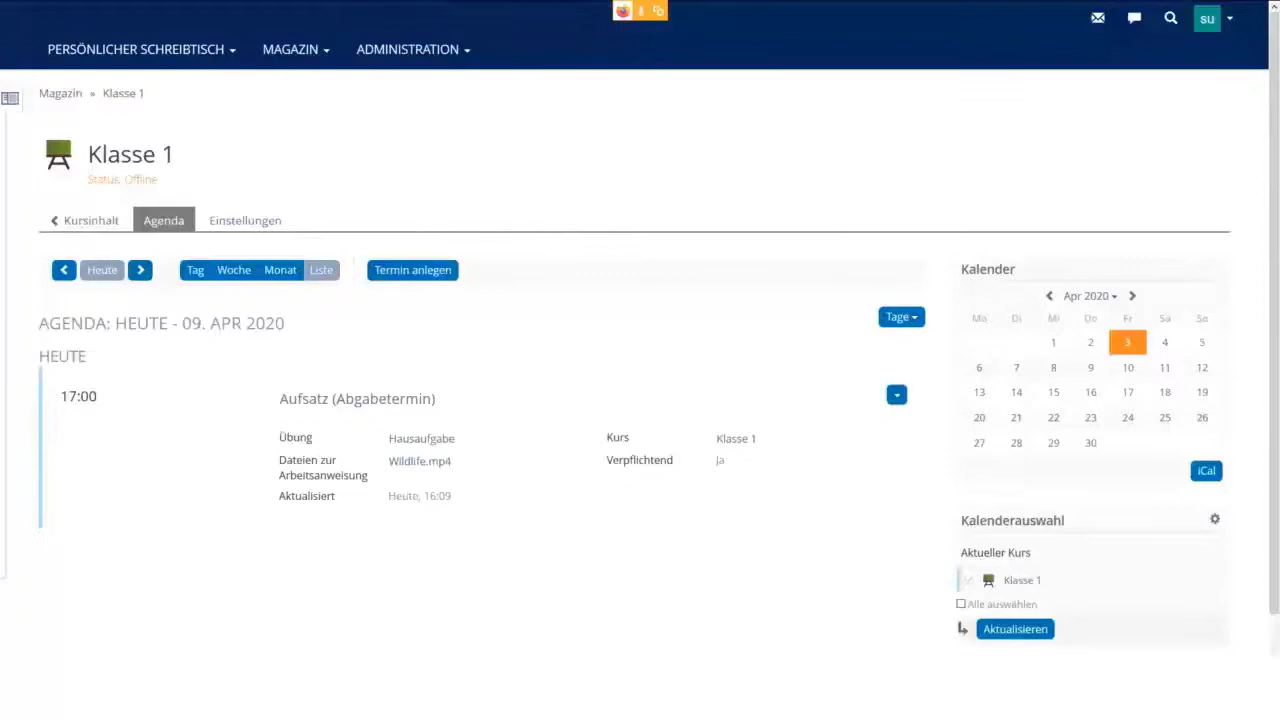 su
PERSÖNLICHER SCHREIBTISCH MAGAZIN ADMINISTRATION
Magazin » Klasse 1
Klasse 1
Status: Offline
Kursinhalt Agenda Einstellungen
Heute Tag Woche Monat Liste Termin anlegen
AGENDA: HEUTE - 09. APR 2020 Tage
HEUTE
17:00 Aufsatz (Abgabetermin)
Übung Hausaufgabe Kurs Klasse 1
Dateien zur Arbeitsanweisung Wildlife.mp4 Verpflichtend Ja
Aktualisiert Heute, 16:09
Kalender
Apr 2020
Mo Di Mi Do Fr Sa So
1 2 3 4 5
6 7 8 9 10 11 12
13 14 15 16 17 18 19
20 21 22 23 24 25 26
27 28 29 30
iCal
Kalenderauswahl
Aktueller Kurs
Klasse 1
Alle auswählen
Aktualisieren